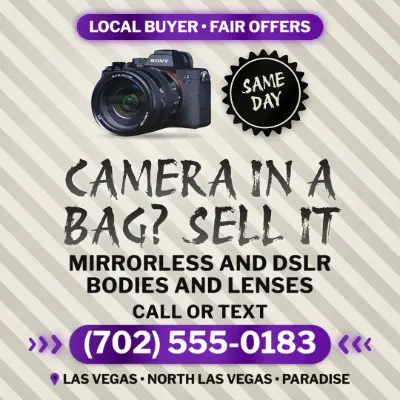 LOCAL BUYER • FAIR OFFERS
SONY
SAME
DAY
CAMERA IN A
BAG? SELL IT
MIRRORLESS AND DSLR
BODIES AND LENSES
CALL OR TEXT
(702) 555-0183
LAS VEGAS • NORTH LAS VEGAS • PARADISE